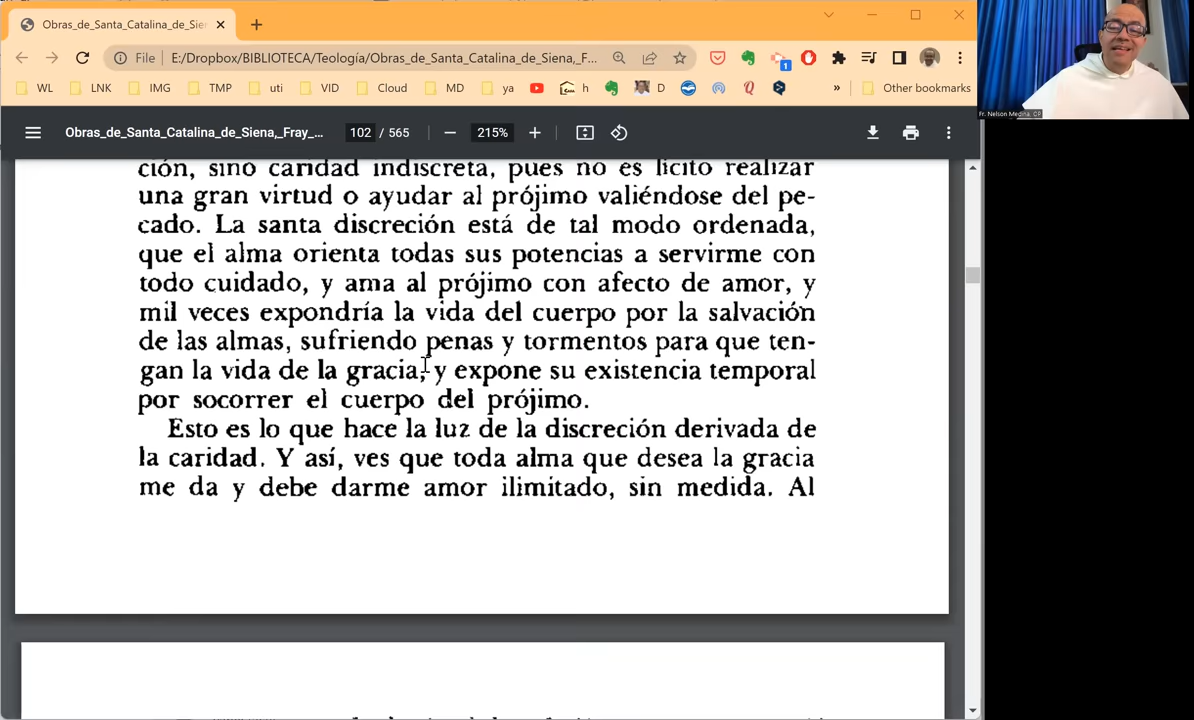 Obras_de_Santa_Catalina_de_Sie
File E:/Dropbox/BIBLIOTECA/Teología/Obras_de_Santa_Catalina_de_Siena,_F...
WL LNK IMG TMP uti VID Cloud MD ya h D » Other bookmarks
Fr. Nelson Medina, OP
Obras_de_Santa_Catalina_de_Siena,_Fray_... 102 / 565 − 215% +
ción, sino caridad indiscreta, pues no es lícito realizar
una gran virtud o ayudar al prójimo valiéndose del pe-
cado. La santa discreción está de tal modo ordenada,
que el alma orienta todas sus potencias a servirme con
todo cuidado, y ama al prójimo con afecto de amor, y
mil veces expondría la vida del cuerpo por la salvación
de las almas, sufriendo penas y tormentos para que ten-
gan la vida de la gracia, y expone su existencia temporal
por socorrer el cuerpo del prójimo.
Esto es lo que hace la luz de la discreción derivada de
la caridad. Y así, ves que toda alma que desea la gracia
me da y debe darme amor ilimitado, sin medida. Al